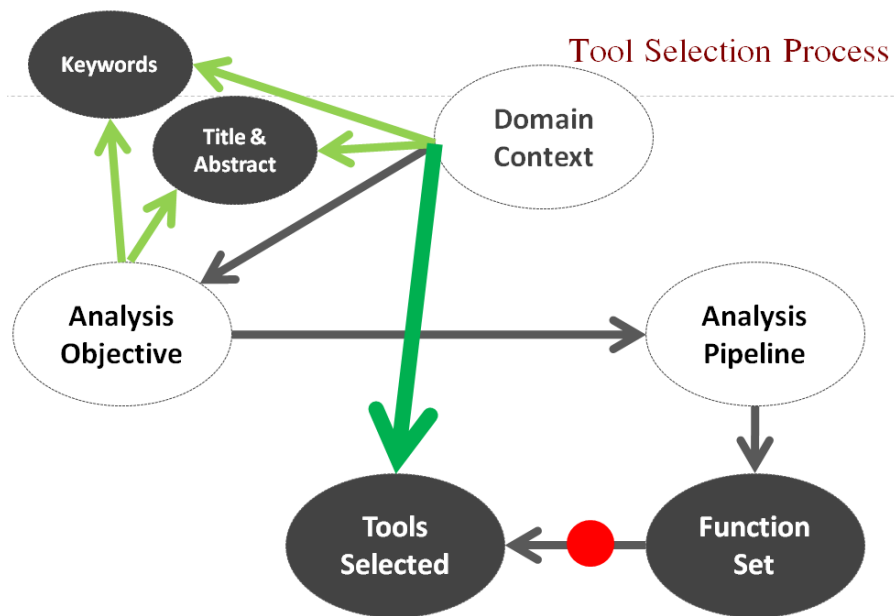 Tool Selection Process
Keywords
Title &
Abstract
Domain
Context
Analysis
Objective
Analysis
Pipeline
Tools
Selected
Function
Set